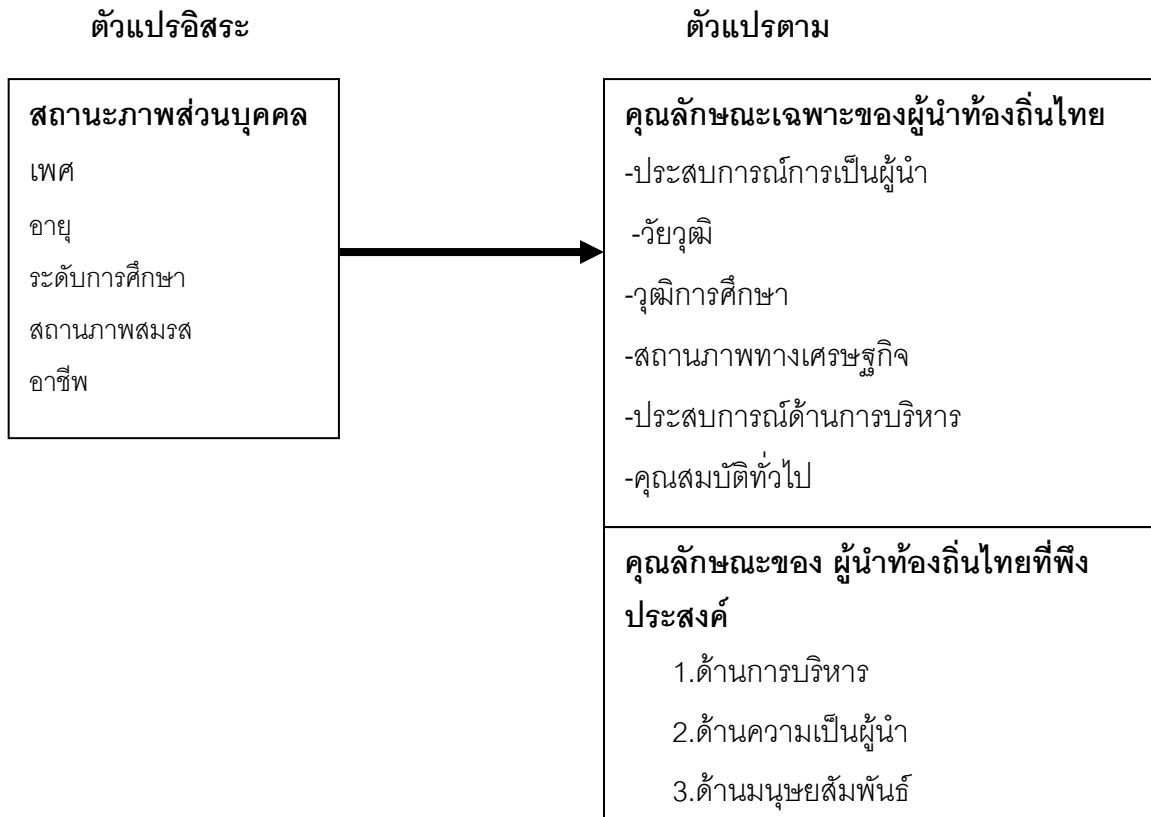 ตัวแปรอิสระ
ตัวแปรตาม
สถานะภาพส่วนบุคคล
เพศ
อายุ
ระดับการศึกษา
สถานภาพสมรส
อาชีพ
คุณลักษณะเฉพาะของผู้นำท้องถิ่นไทย
-ประสบการณ์การเป็นผู้นำ
-วัยวุฒิ
-วุฒิการศึกษา
-สถานภาพทางเศรษฐกิจ
-ประสบการณ์ด้านการบริหาร
-คุณสมบัติทั่วไป
คุณลักษณะของ ผู้นำท้องถิ่นไทยที่พึง
ประสงค์
1.ด้านการบริหาร
2.ด้านความเป็นผู้นำ
3.ด้านมนุษยสัมพันธ์